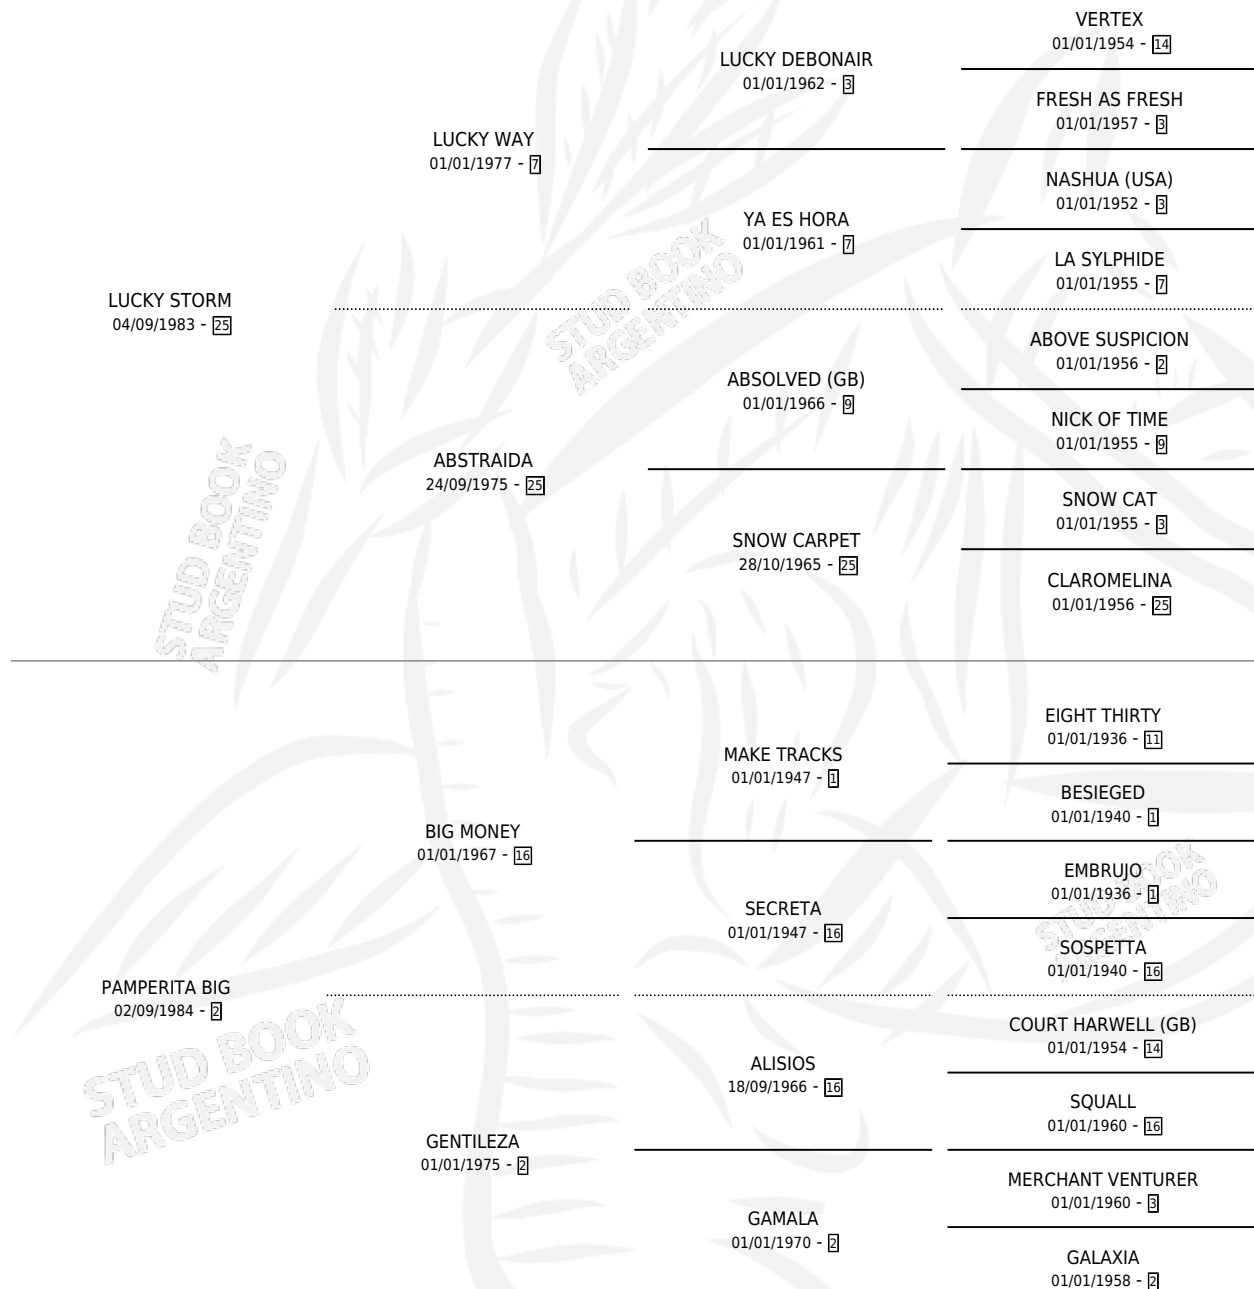 VERTEX
01/01/1954 - 14
LUCKY DEBONAIR
01/01/1962 - 3
FRESH AS FRESH
01/01/1957 - 3
LUCKY WAY
01/01/1977 - 7
NASHUA (USA)
01/01/1952 - 3
YA ES HORA
01/01/1961 - 7
LA SYLPHIDE
01/01/1955 - 7
LUCKY STORM
04/09/1983 - 25
ABOVE SUSPICION
01/01/1956 - 2
ABSOLVED (GB)
01/01/1966 - 9
NICK OF TIME
01/01/1955 - 9
ABSTRAIDA
24/09/1975 - 25
SNOW CAT
01/01/1955 - 3
SNOW CARPET
28/10/1965 - 25
CLAROMELINA
01/01/1956 - 25
EIGHT THIRTY
01/01/1936 - 11
MAKE TRACKS
01/01/1947 - 1
BESIEGED
01/01/1940 - 1
BIG MONEY
01/01/1967 - 16
EMBRUJO
01/01/1936 - 1
SECRETA
01/01/1947 - 16
SOSPETTA
01/01/1940 - 16
PAMPERITA BIG
02/09/1984 - 2
COURT HARWELL (GB)
01/01/1954 - 14
ALISIOS
18/09/1966 - 16
SQUALL
01/01/1960 - 16
GENTILEZA
01/01/1975 - 2
MERCHANT VENTURER
01/01/1960 - 3
GAMALA
01/01/1970 - 2
GALAXIA
01/01/1958 - 2
STUD BOOK
ARGENTINO
STUD BOOK
ARGENTINO
STUD BOOK
ARGENTINO
STUD BOOK
ARGENTINO